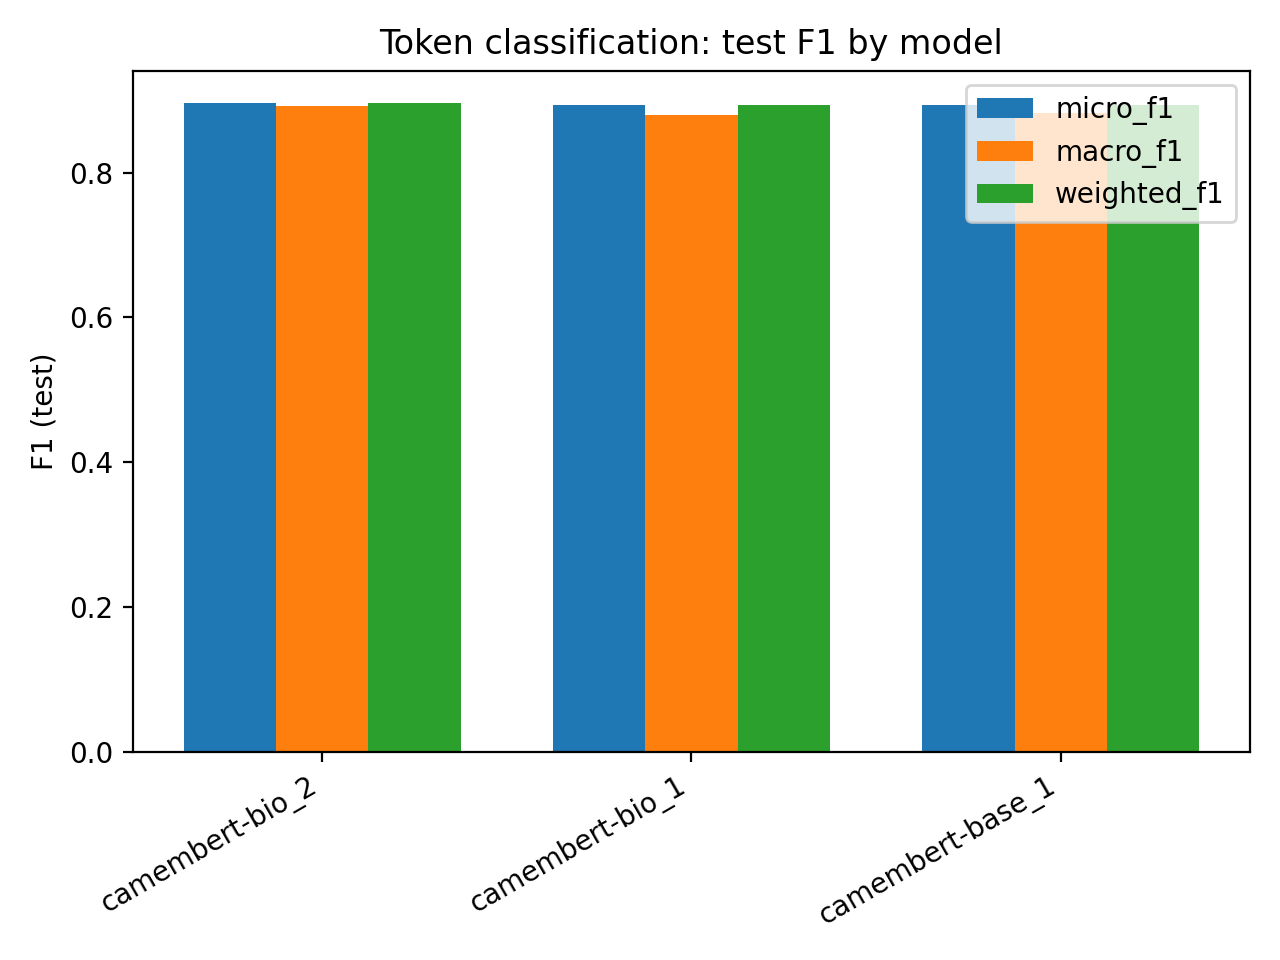 Token classification: test F1 by model
micro_f1
macro_f1
weighted_f1
F1 (test)
0.8
0.6
0.4
0.2
0.0
camembert-bio_2
camembert-bio_1
camembert-base_1